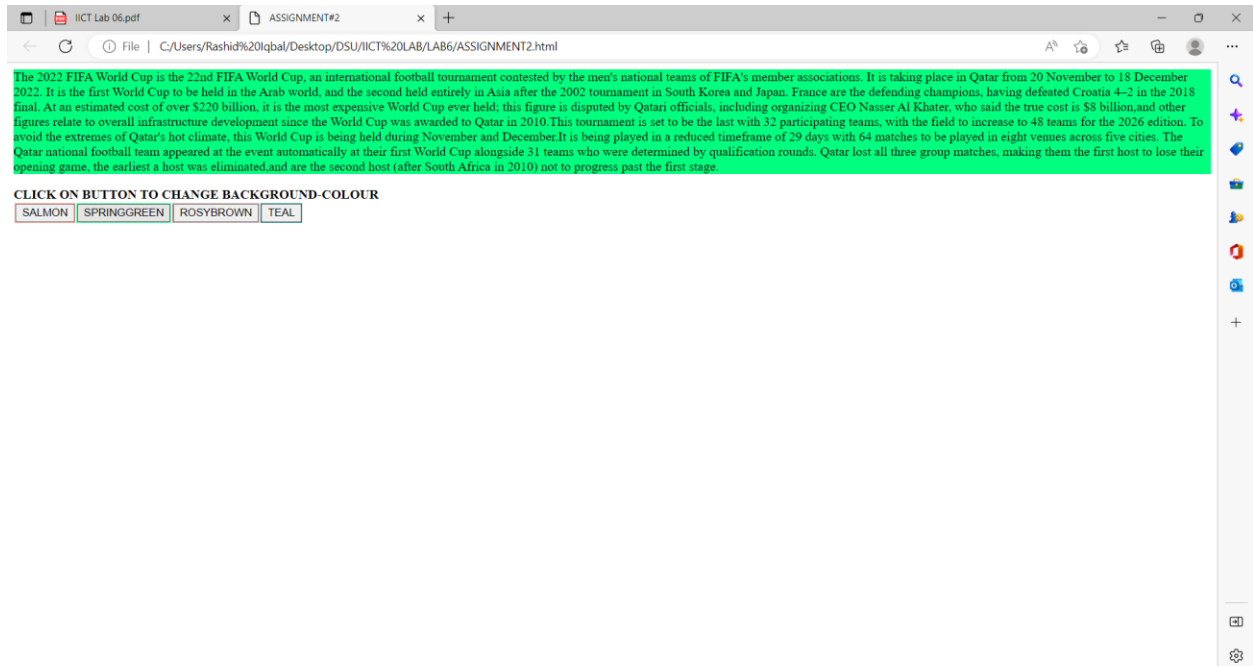 IICT Lab 06.pdf
ASSIGNMENT#2
File | C:/Users/Rashid%20Iqbal/Desktop/DSU/IICT%20LAB/LAB6/ASSIGNMENT2.html
The 2022 FIFA World Cup is the 22nd FIFA World Cup, an international football tournament contested by the men's national teams of FIFA's member associations. It is taking place in Qatar from 20 November to 18 December
2022. It is the first World Cup to be held in the Arab world, and the second held entirely in Asia after the 2002 tournament in South Korea and Japan. France are the defending champions, having defeated Croatia 4–2 in the 2018
final. At an estimated cost of over $220 billion, it is the most expensive World Cup ever held; this figure is disputed by Qatari officials, including organizing CEO Nasser Al Khater, who said the true cost is $8 billion,and other
figures relate to overall infrastructure development since the World Cup was awarded to Qatar in 2010.This tournament is set to be the last with 32 participating teams, with the field to increase to 48 teams for the 2026 edition. To
avoid the extremes of Qatar's hot climate, this World Cup is being held during November and December.It is being played in a reduced timeframe of 29 days with 64 matches to be played in eight venues across five cities. The
Qatar national football team appeared at the event automatically at their first World Cup alongside 31 teams who were determined by qualification rounds. Qatar lost all three group matches, making them the first host to lose their
opening game, the earliest a host was eliminated,and are the second host (after South Africa in 2010) not to progress past the first stage.
CLICK ON BUTTON TO CHANGE BACKGROUND-COLOUR
SALMON SPRINGGREEN ROSYBROWN TEAL